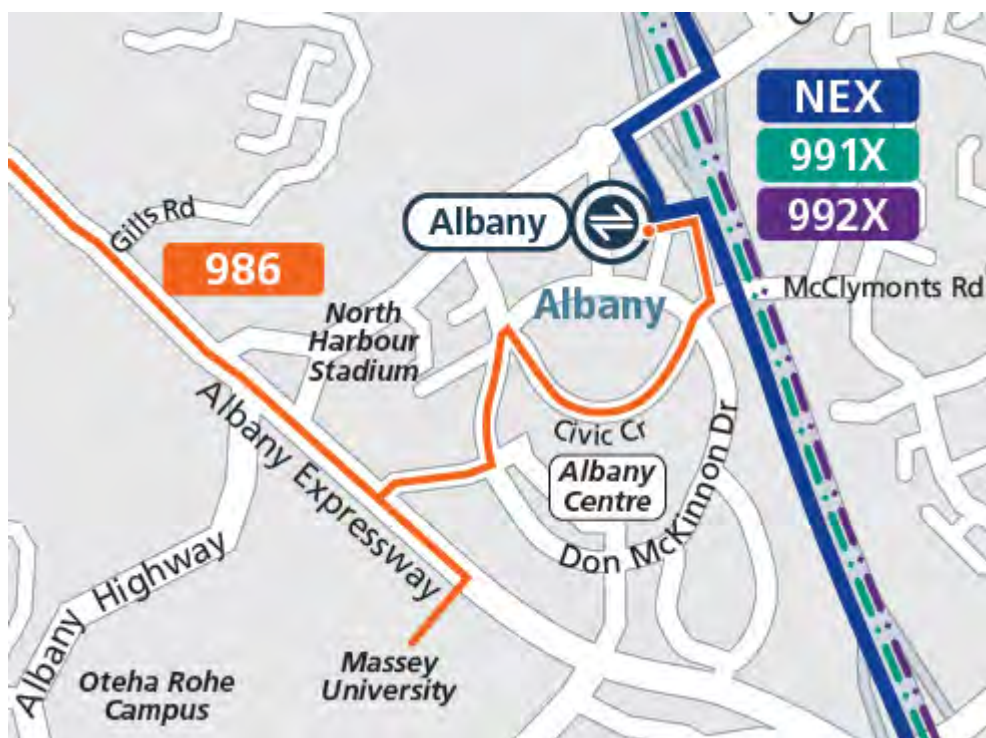 NEX
991X
992X
Albany
Gills Rd
986
McClymonts Rd
Albany
North
Harbour
Stadium
Albany Expressway
Civic Cr
Albany
Centre
Don McKinnon Dr
Albany Highway
Massey
University
Oteha Rohe
Campus